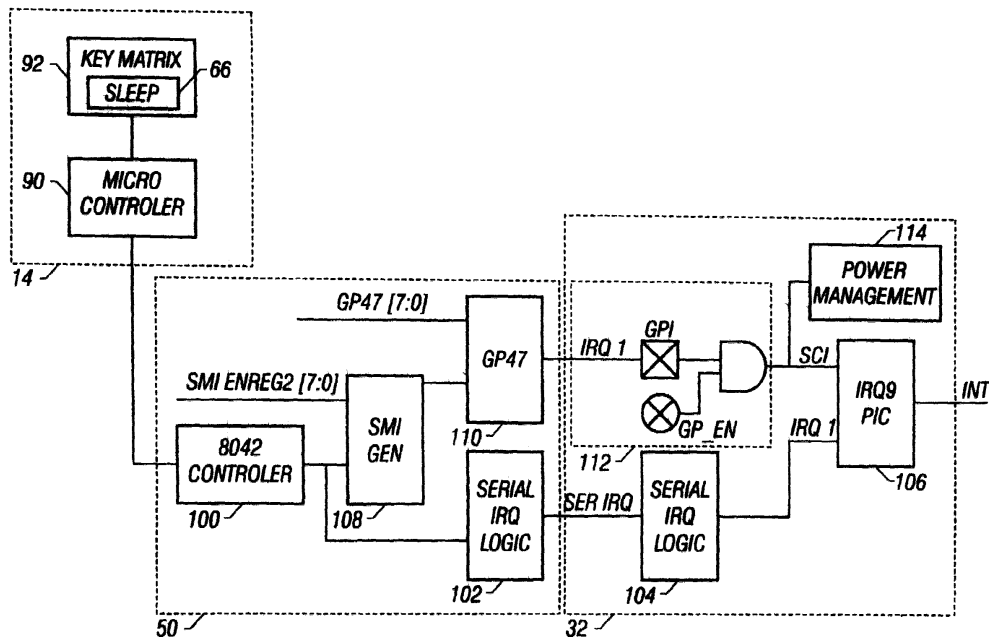 92
KEY MATRIX
66
SLEEP
90
MICRO
CONTROLER
14
114
POWER
MANAGEMENT
GP47 [7:0]
GP47
110
IRQ 1
GPI
GP_EN
112
SCI
IRQ9
PIC
106
INT
IRQ 1
SMI ENREG2 [7:0]
SMI
GEN
108
8042
CONTROLER
100
SERIAL
IRQ
LOGIC
102
SER IRQ
SERIAL
IRQ
LOGIC
104
50
32